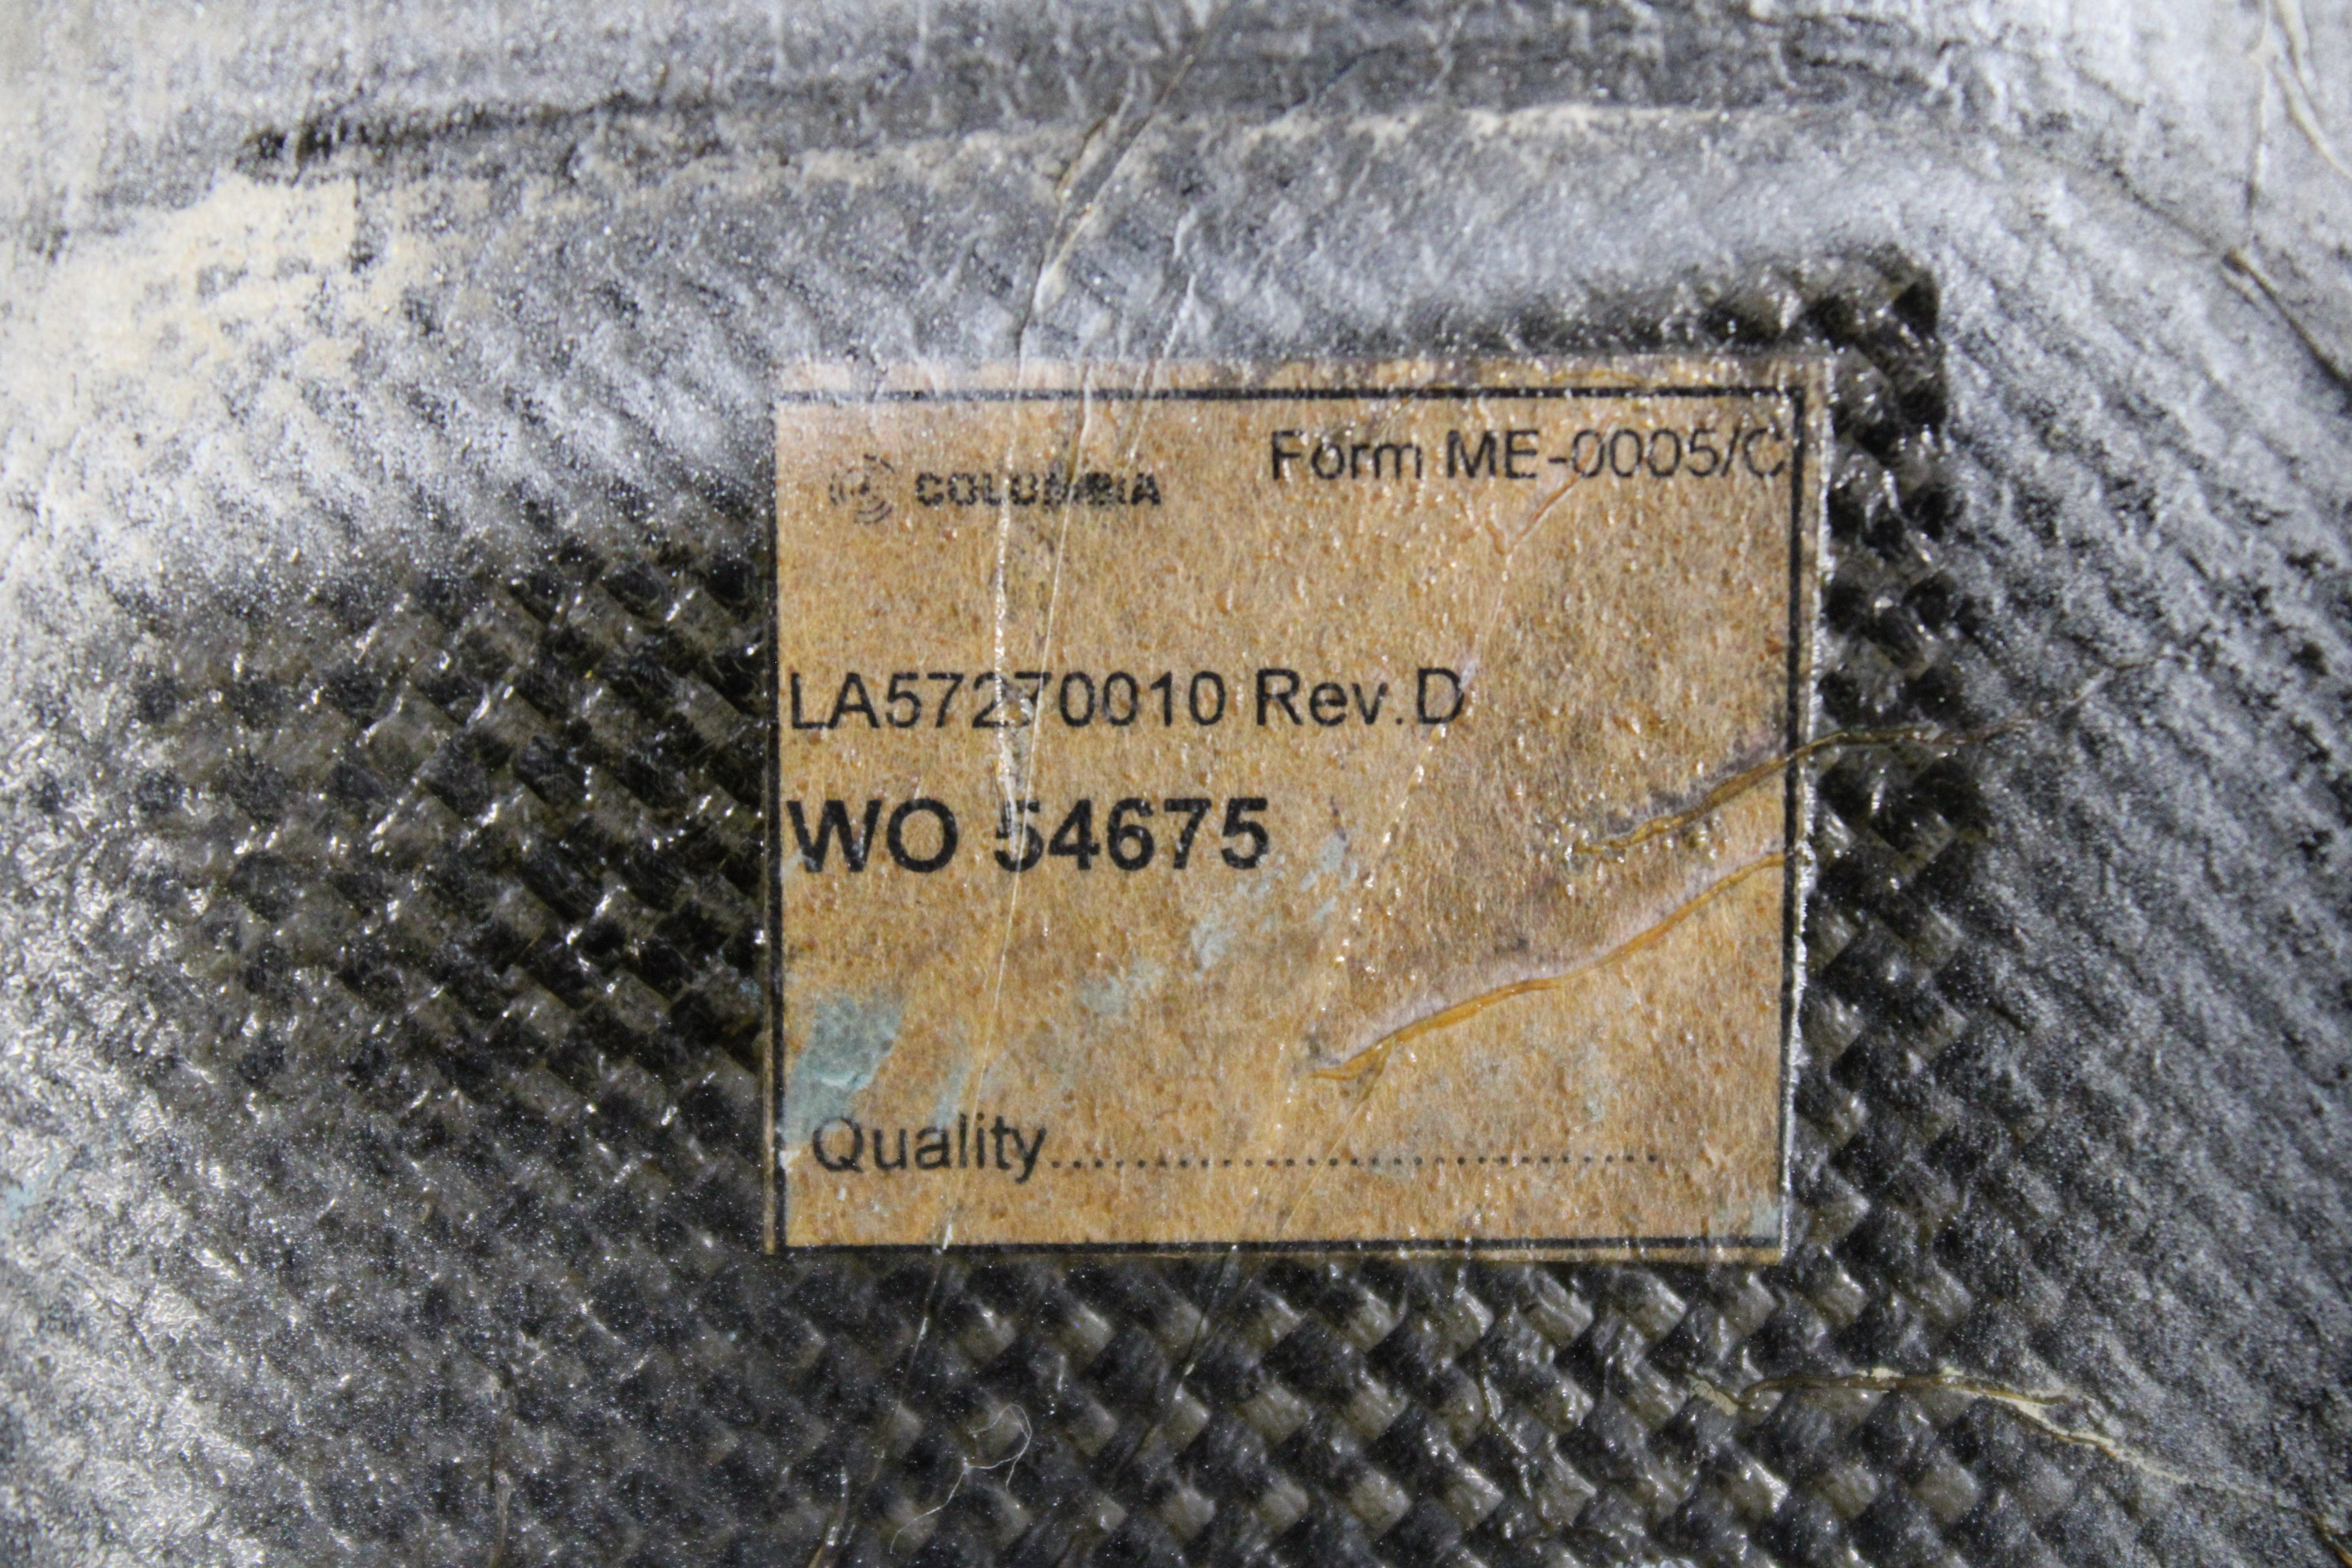 COLUMBIA
Form ME-0005/C
LA57270010 Rev.D
WO 54675
Quality..............................